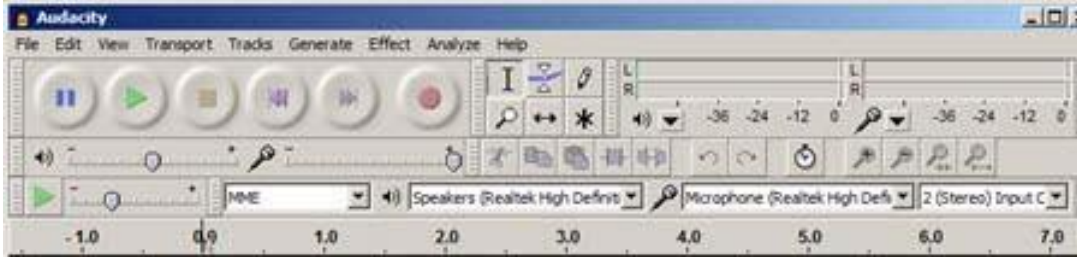 Audacity
File Edit View Transport Tracks Generate Effect Analyze Help
L L
R R
-36 -24 -12 0 -36 -24 -12 0
MME Speakers (Realtek High Definiti Microphone (Realtek High Defi 2 (Stereo) Input C
- 1.0 0.0 1.0 2.0 3.0 4.0 5.0 6.0 7.0